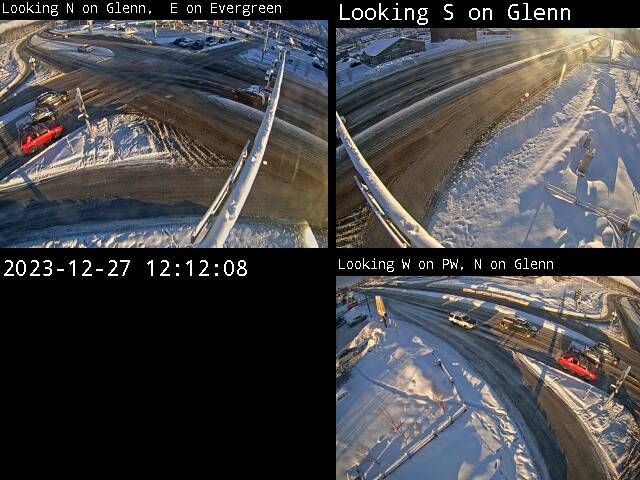 Looking N on Glenn,  E on Evergreen
Looking S on Glenn
2023-12-27 12:12:08
Looking W on PW, N on Glenn